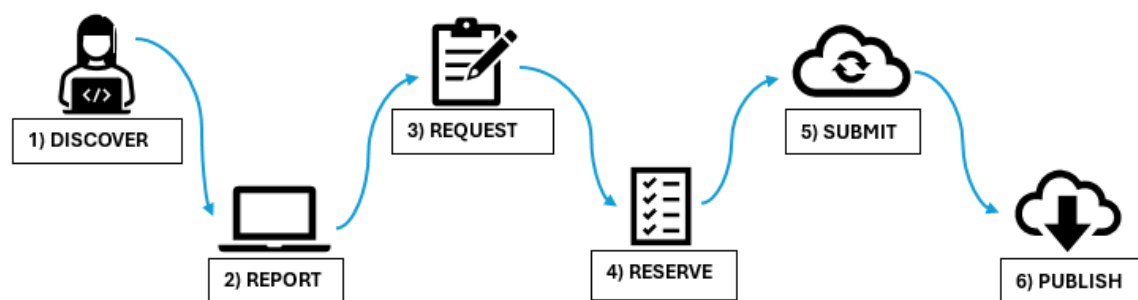 </>
1) DISCOVER
2) REPORT
3) REQUEST
4) RESERVE
5) SUBMIT
6) PUBLISH